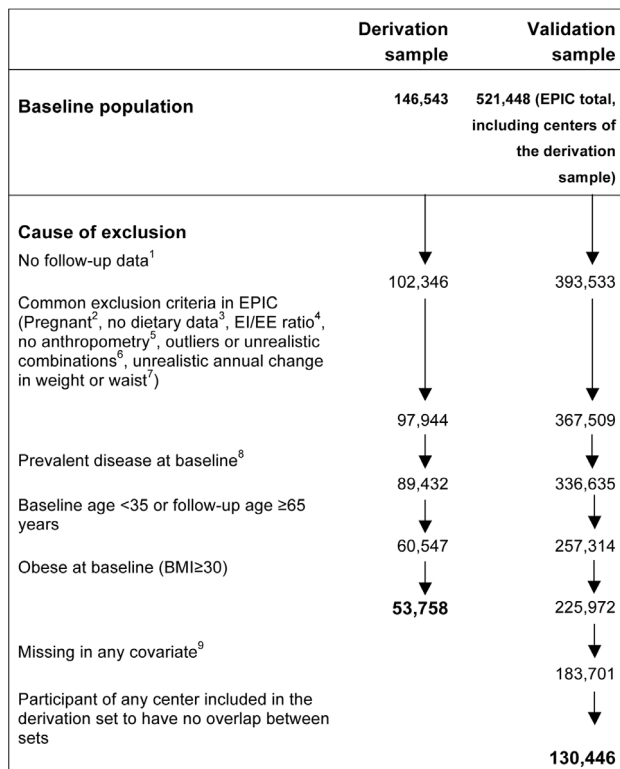 Derivation sample
Validation sample
Baseline population
146,543
521,448 (EPIC total, including centers of the derivation sample)
Cause of exclusion
No follow-up data¹
102,346
393,533
Common exclusion criteria in EPIC
(Pregnant², no dietary data³, EI/EE ratio⁴,
no anthropometry⁵, outliers or unrealistic
combinations⁶, unrealistic annual change
in weight or waist⁷)
97,944
367,509
Prevalent disease at baseline⁸
89,432
336,635
Baseline age <35 or follow-up age ≥65
years
60,547
257,314
Obese at baseline (BMI≥30)
53,758
225,972
Missing in any covariate⁹
183,701
Participant of any center included in the
derivation set to have no overlap between
sets
130,446